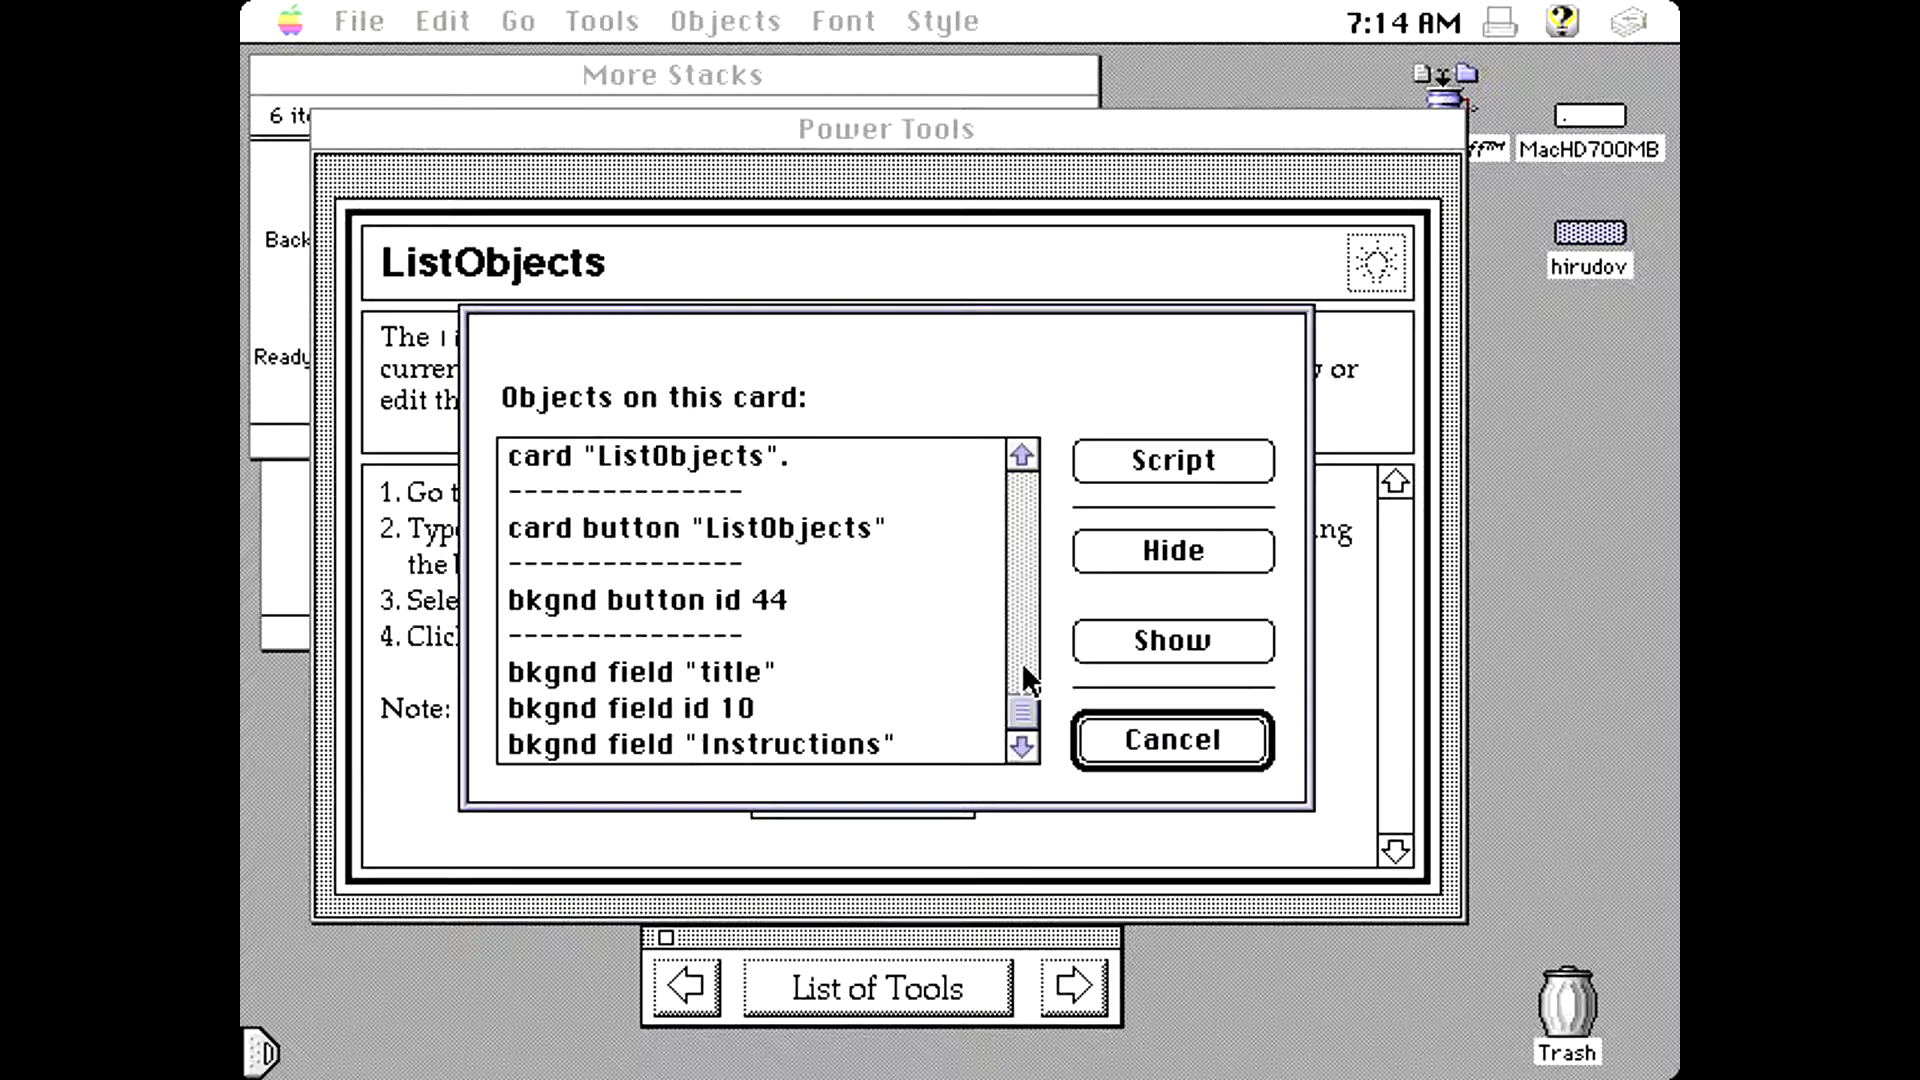 File Edit Go Tools Objects Font Style 7:14 AM
More Stacks
6 ite
Power Tools
MacHD700MB
Back
ListObjects
hirudov
The li
Ready
curren
or
edit th
Objects on this card:
card "ListObjects".
---------------
card button "ListObjects"
---------------
bkgnd button id 44
---------------
bkgnd field "title"
bkgnd field id 10
bkgnd field "Instructions"
Script
Hide
Show
Cancel
1. Go t
2. Type
ng
the
3. Sele
4. Clic
Note:
List of Tools
Trash